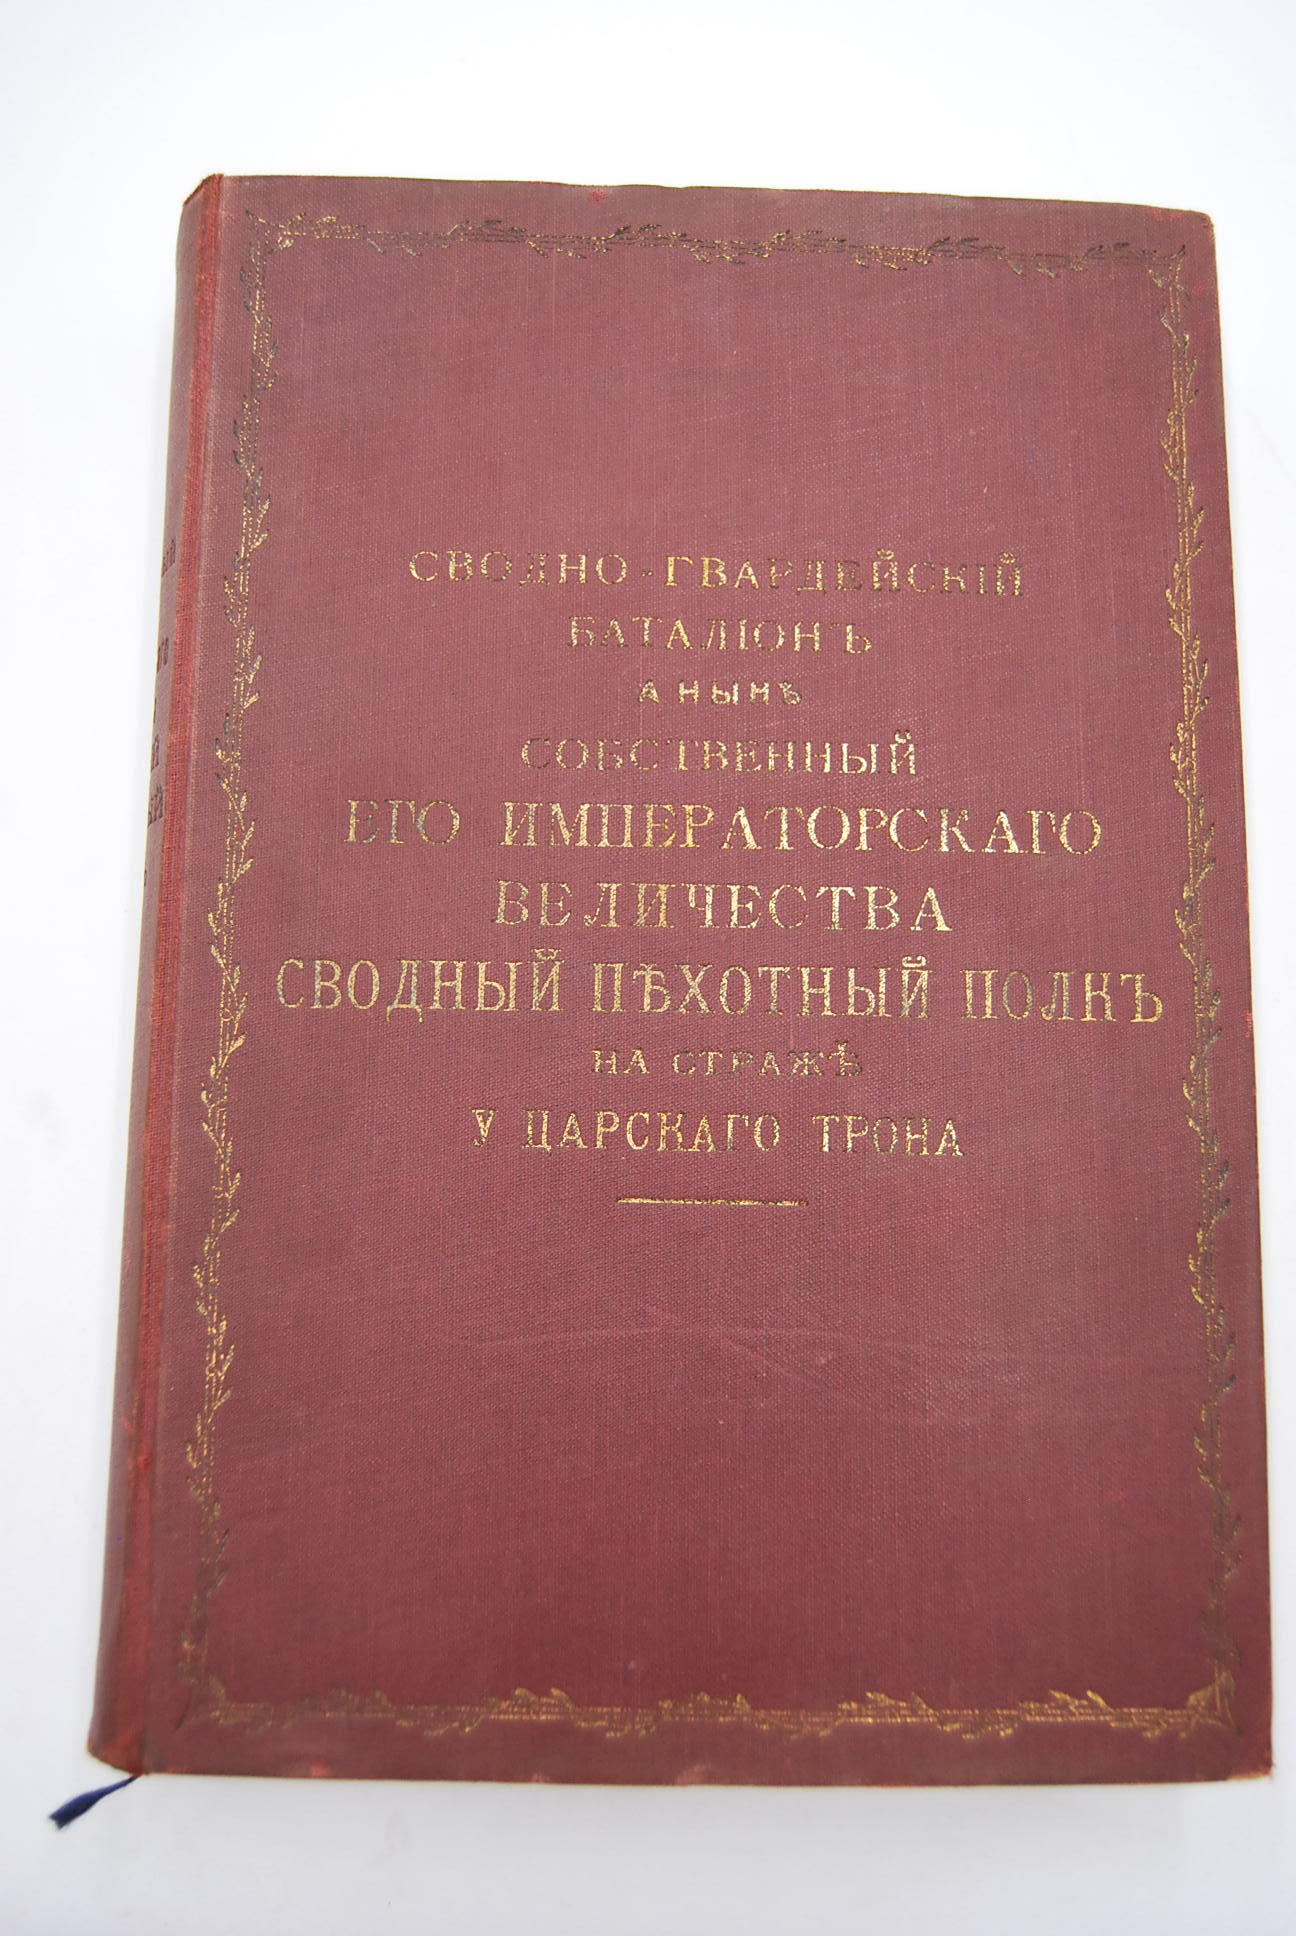 СВОДНО-ГВАРДЕЙСКІЙ
БАТАЛІОНЪ
А НЫНѢ
СОБСТВЕННЫЙ
ЕГО ИМПЕРАТОРСКАГО
ВЕЛИЧЕСТВА
СВОДНЫЙ ПѢХОТНЫЙ ПОЛКЪ
НА СТРАЖѢ
У ЦАРСКАГО ТРОНА